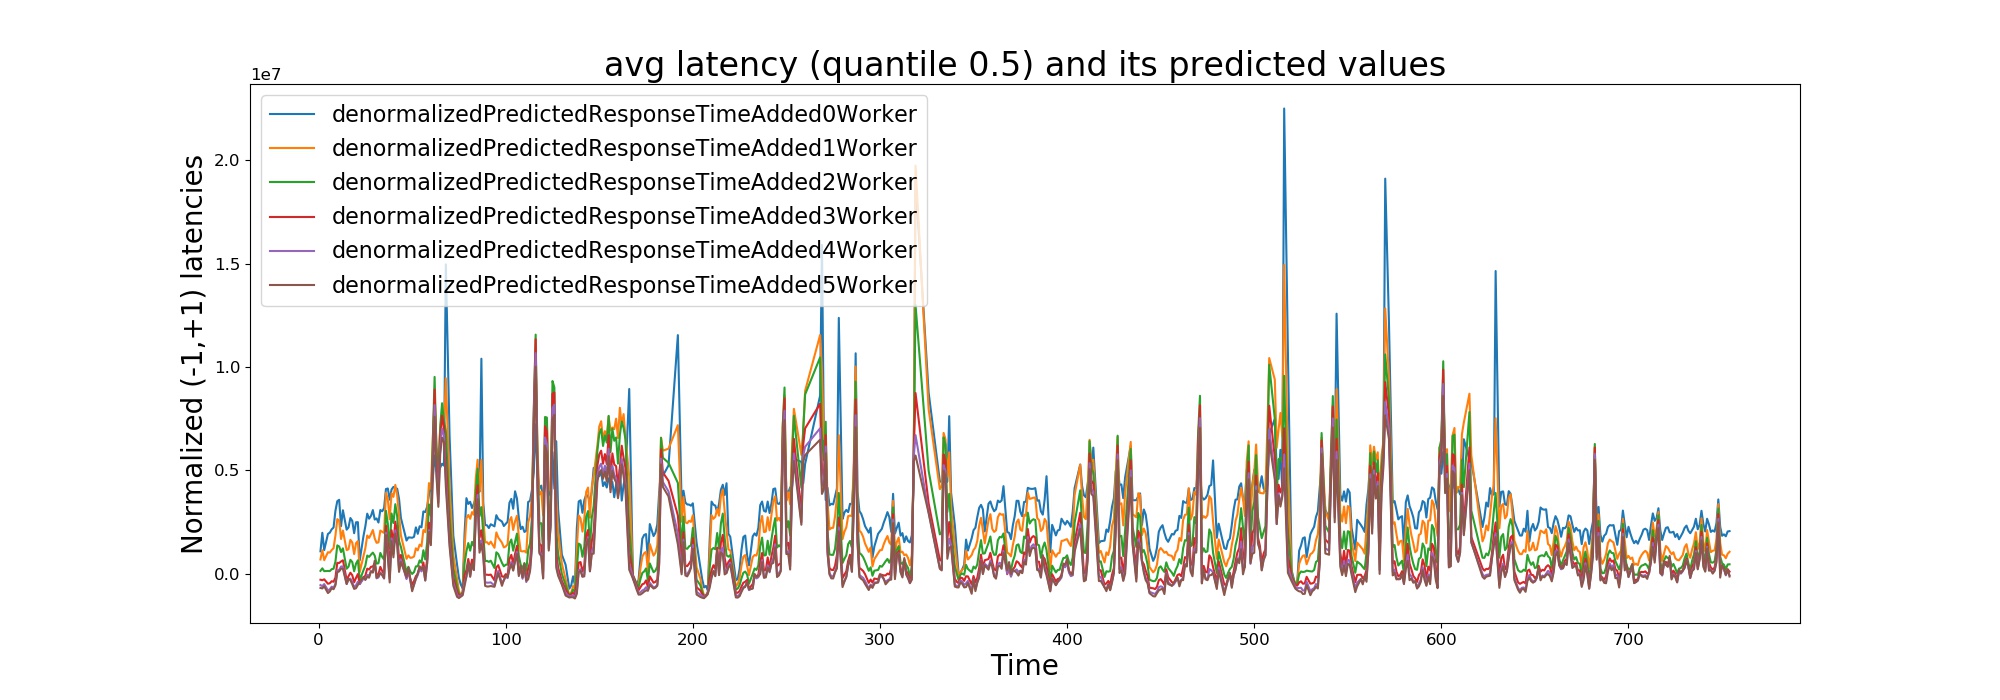 avg latency (quantile 0.5) and its predicted values
1e7
denormalizedPredictedResponseTimeAdded0Worker
denormalizedPredictedResponseTimeAdded1Worker
denormalizedPredictedResponseTimeAdded2Worker
denormalizedPredictedResponseTimeAdded3Worker
denormalizedPredictedResponseTimeAdded4Worker
denormalizedPredictedResponseTimeAdded5Worker
Normalized (-1,+1) latencies
2.0
1.5
1.0
0.5
0.0
0 100 200 300 400 500 600 700
Time